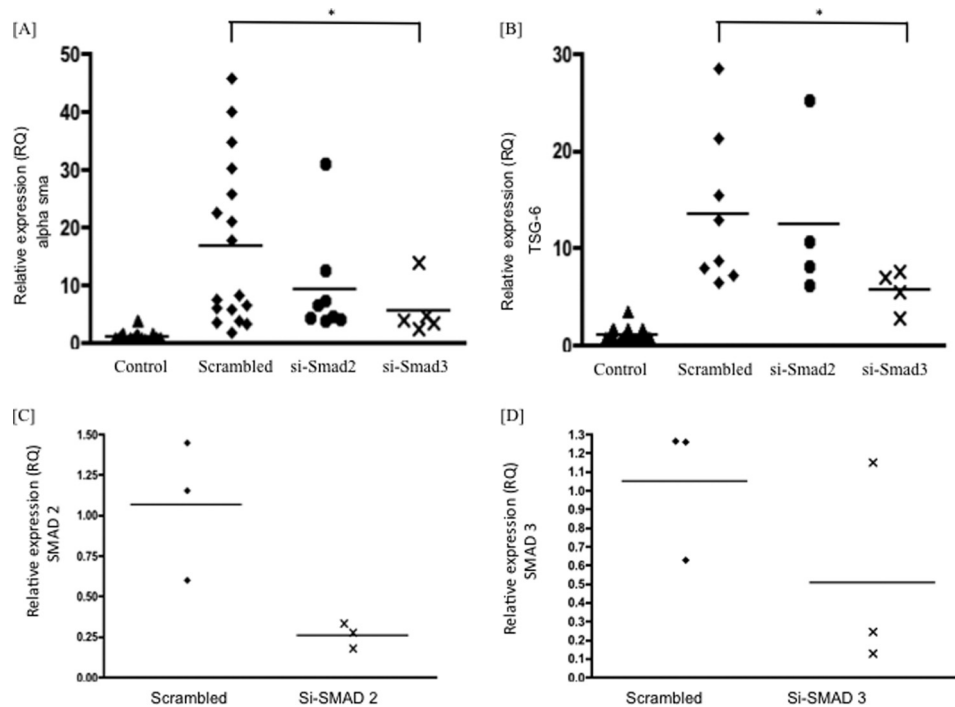 [A]
*
Relative expression (RQ)
alpha sma
50
40
30
20
10
0
Control Scrambled si-Smad2 si-Smad3
[B]
*
Relative expression (RQ)
TSG-6
30
20
10
0
Control Scrambled si-Smad2 si-Smad3
[C]
Relative expression (RQ)
SMAD 2
1.50
1.25
1.00
0.75
0.50
0.25
0.00
Scrambled Si-SMAD 2
[D]
Relative expression (RQ)
SMAD 3
1.3
1.2
1.1
1.0
0.9
0.8
0.7
0.6
0.5
0.4
0.3
0.2
0.1
0.0
Scrambled Si-SMAD 3